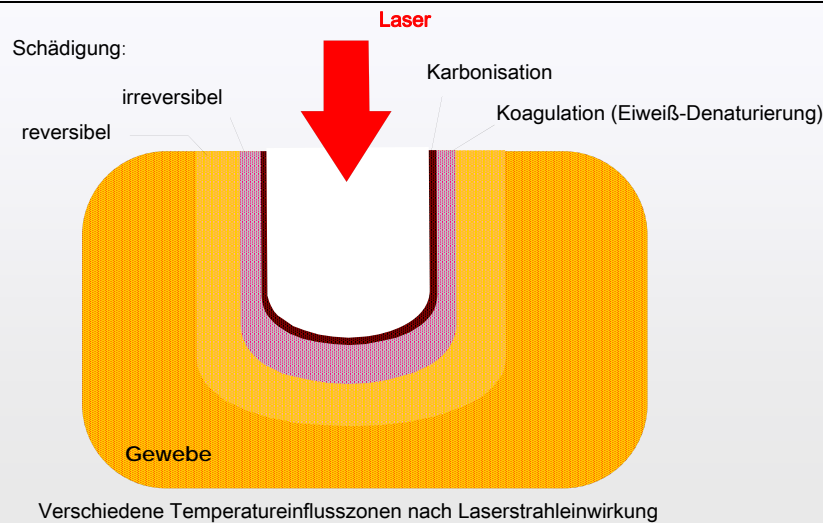 Laser
Schädigung:
Karbonisation
irreversibel
Koagulation (Eiweiß-Denaturierung)
reversibel
Gewebe
Verschiedene Temperatureinflusszonen nach Laserstrahleinwirkung